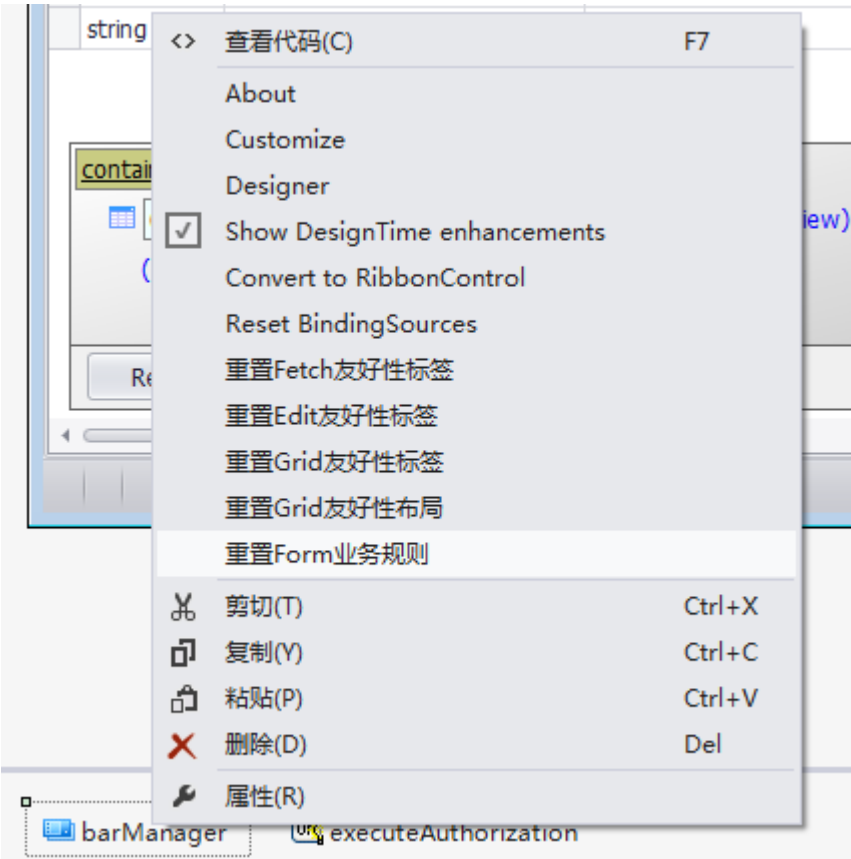 string
查看代码(C) F7
About
Customize
Designer
Show DesignTime enhancements
iew)
Convert to RibbonControl
(
Reset BindingSources
重置Fetch友好性标签
重置Edit友好性标签
重置Grid友好性标签
重置Grid友好性布局
重置Form业务规则
剪切(T) Ctrl+X
复制(Y) Ctrl+C
粘贴(P) Ctrl+V
删除(D) Del
属性(R)
barManager
executeAuthorization